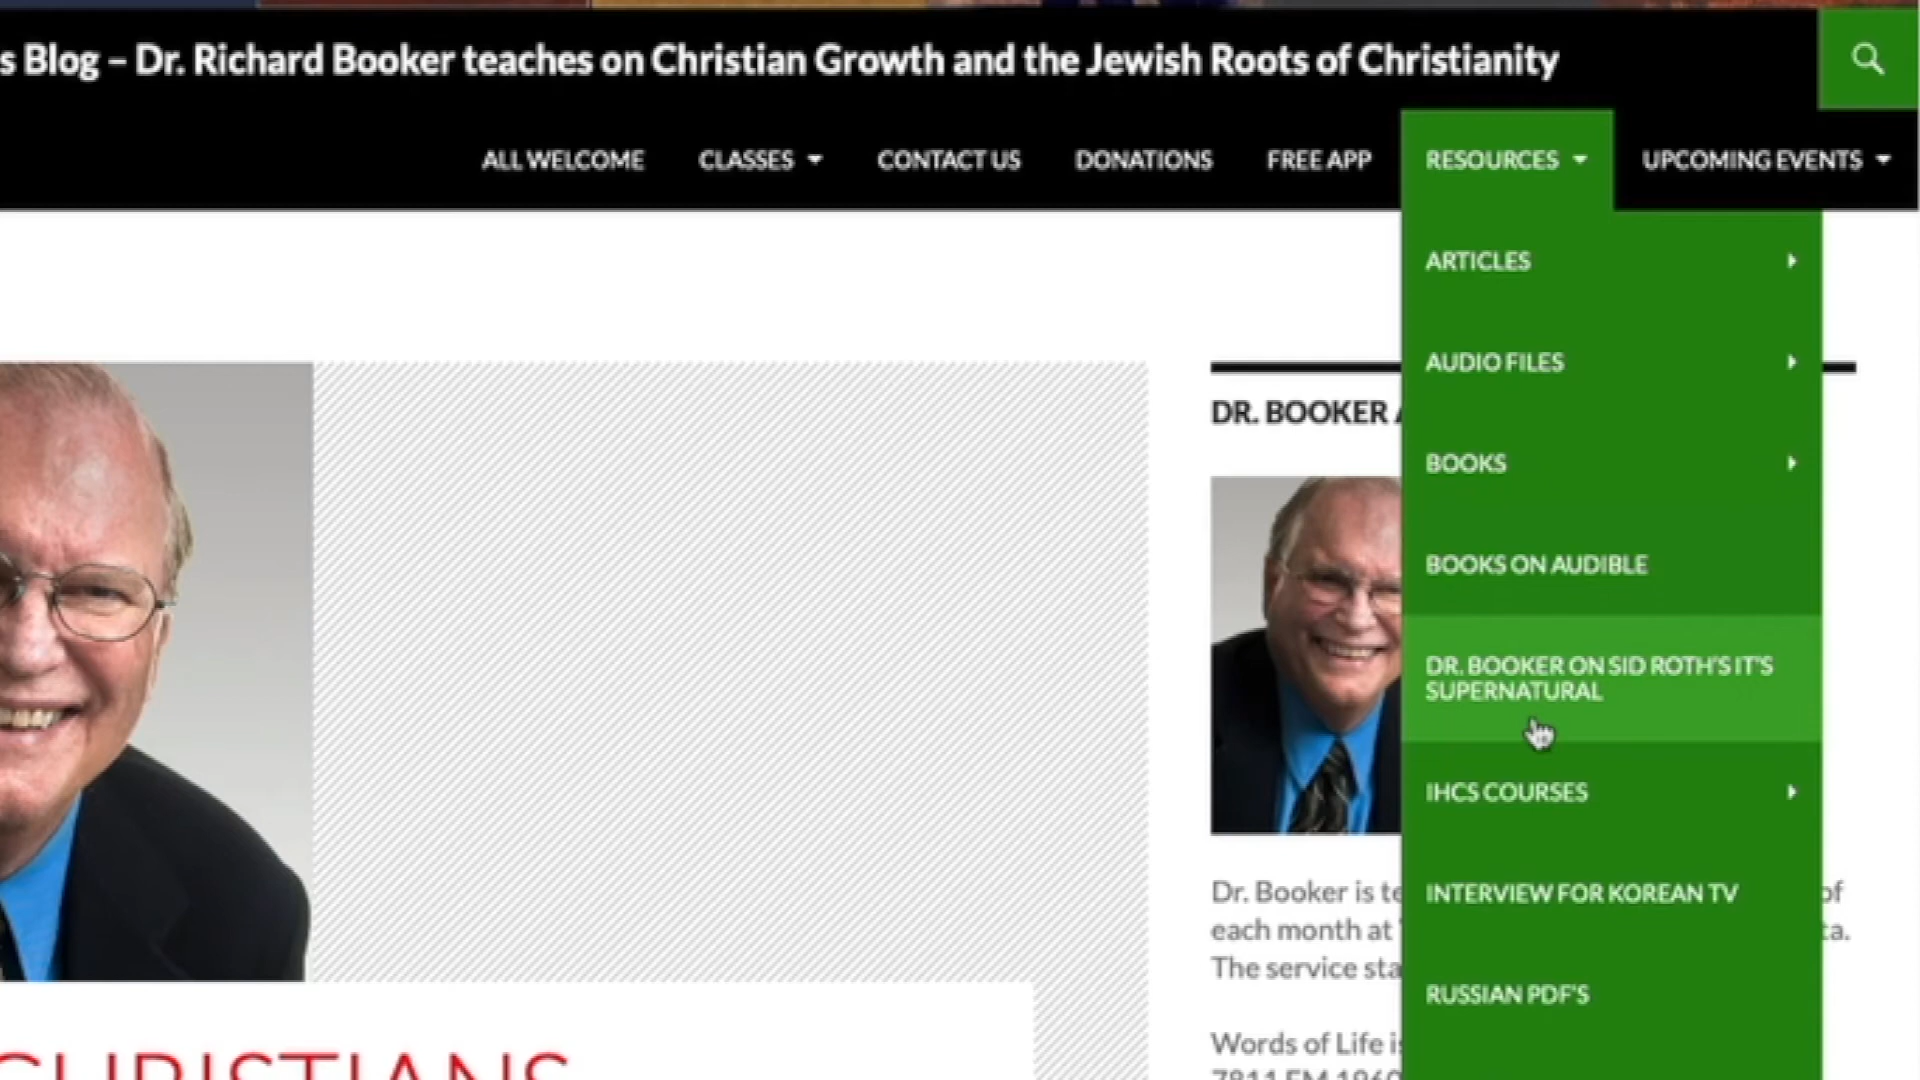 s Blog – Dr. Richard Booker teaches on Christian Growth and the Jewish Roots of Christianity
ALL WELCOME CLASSES CONTACT US DONATIONS FREE APP RESOURCES UPCOMING EVENTS
ARTICLES
AUDIO FILES
DR. BOOKER
BOOKS
BOOKS ON AUDIBLE
DR. BOOKER ON SID ROTH'S IT'S
SUPERNATURAL
IHCS COURSES
INTERVIEW FOR KOREAN TV
RUSSIAN PDF'S
Dr. Booker is te of
each month at ta.
The service sta
Words of Life is
7811 FM 1960
CHRISTIANS